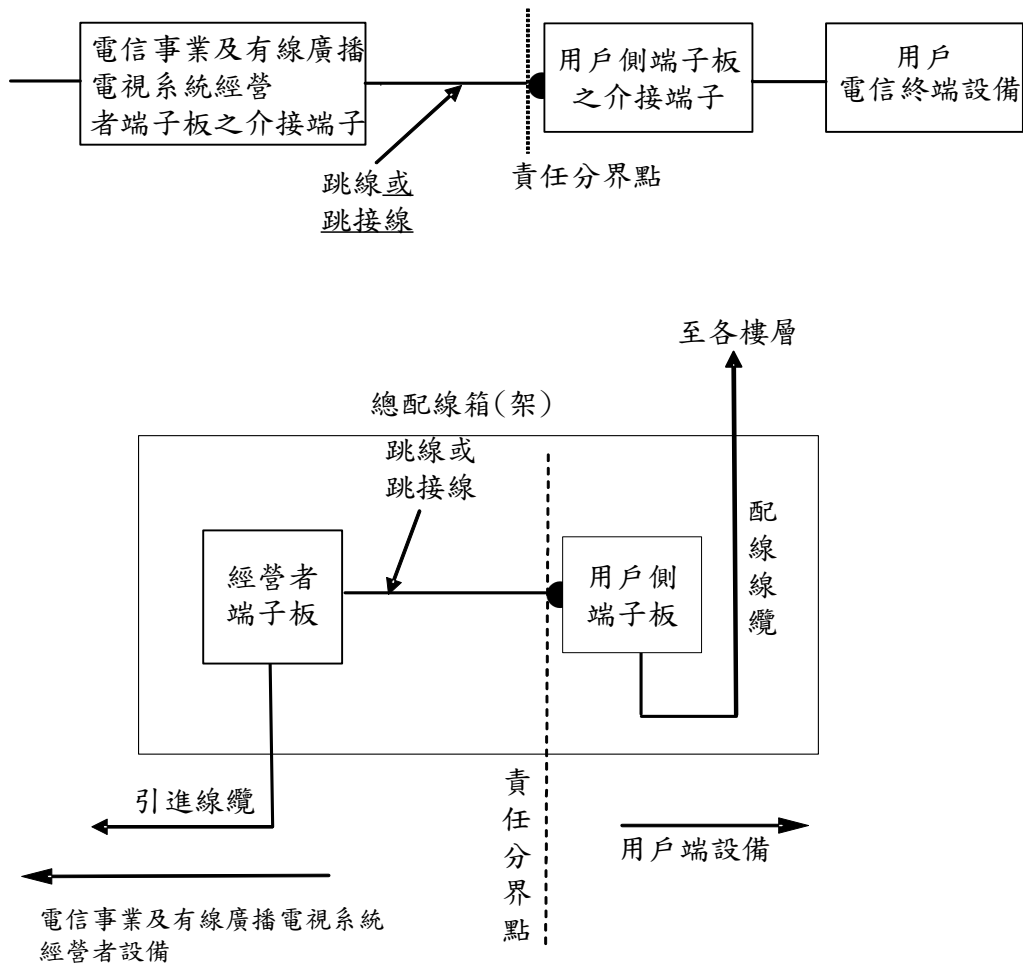 電信事業及有線廣播
電視系統經營
者端子板之介接端子
用戶側端子板
之介接端子
用戶
電信終端設備
跳線或
跳接線
責任分界點
至各樓層
總配線箱(架)
跳線或
跳接線
配線線纜
經營者
端子板
用戶側
端子板
引進線纜
責任分界點
用戶端設備
電信事業及有線廣播電視系統
經營者設備